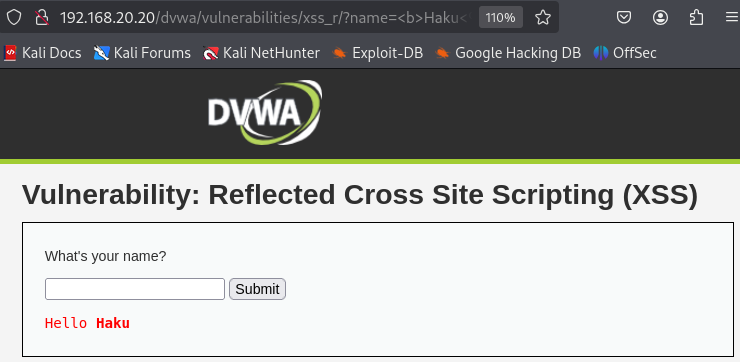 192.168.20.20/dvwa/vulnerabilities/xss_r/?name=<b>Haku< 110%
Kali Docs Kali Forums Kali NetHunter Exploit-DB Google Hacking DB OffSec
DVWA
Vulnerability: Reflected Cross Site Scripting (XSS)
What's your name?
Submit
Hello Haku